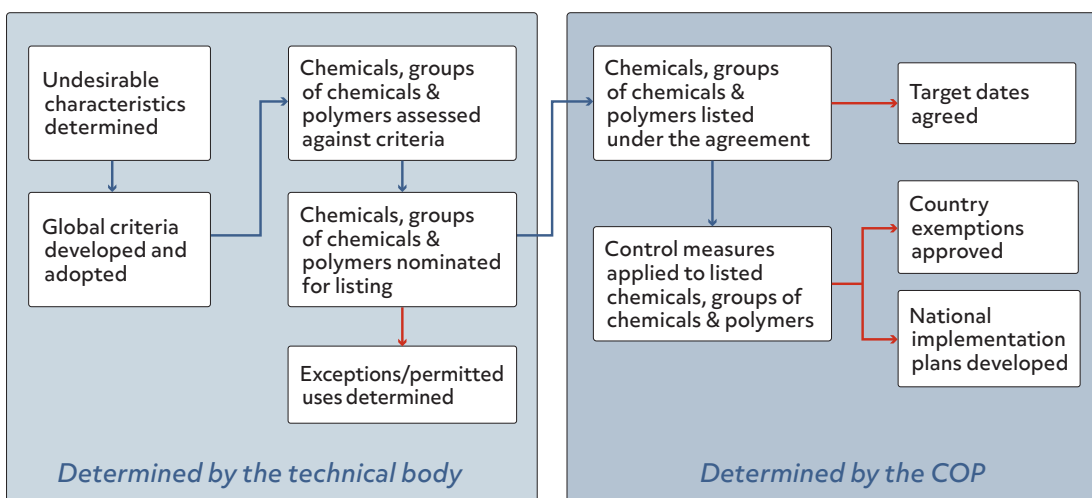 Undesirable
characteristics
determined
Global criteria
developed and
adopted
Chemicals, groups
of chemicals &
polymers assessed
against criteria
Chemicals, groups
of chemicals &
polymers nominated
for listing
Exceptions/permitted
uses determined
Determined by the technical body
Chemicals, groups
of chemicals &
polymers listed
under the agreement
Target dates
agreed
Control measures
applied to listed
chemicals, groups of
chemicals & polymers
Country
exemptions
approved
National
implementation
plans developed
Determined by the COP